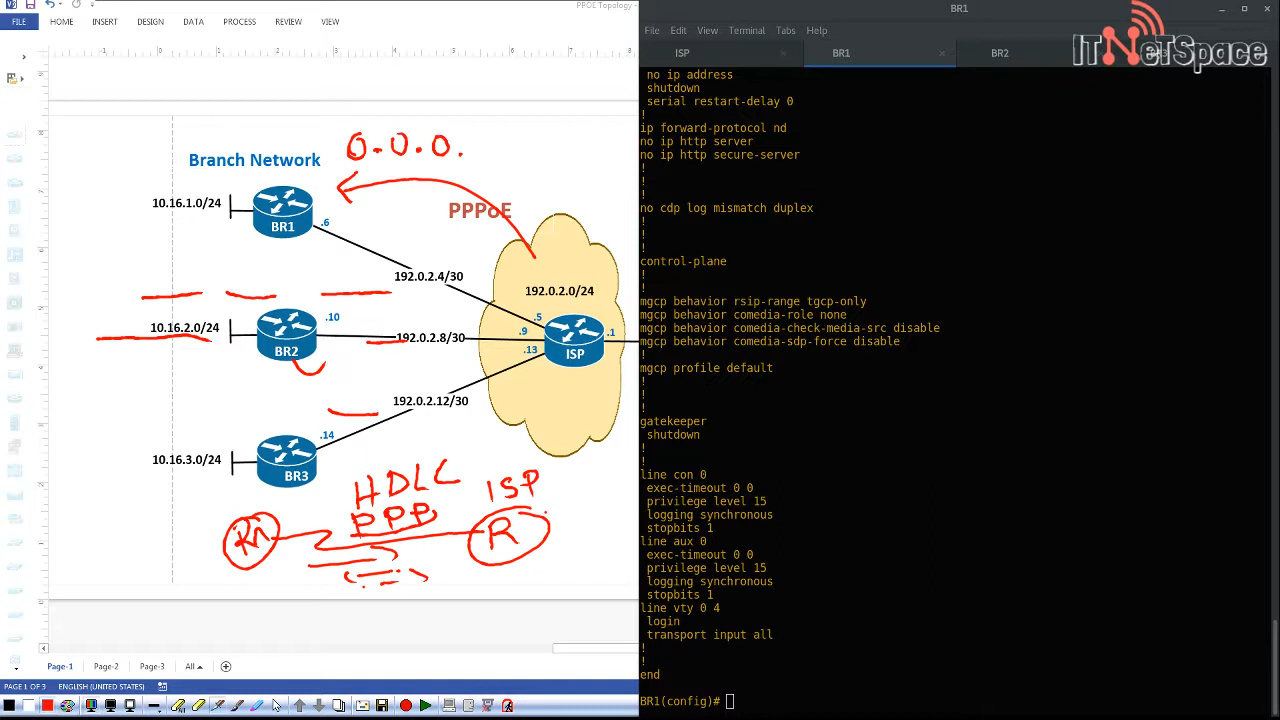 PPOE Topology -
FILE HOME INSERT DESIGN DATA PROCESS REVIEW VIEW
Branch Network
0.0.0.
PPPoE
10.16.1.0/24
BR1
.6
192.0.2.4/30
192.0.2.0/24
10.16.2.0/24
BR2
.10
192.0.2.8/30
.5
.9
.13
ISP
.1
192.0.2.12/30
10.16.3.0/24
BR3
.14
HDLC
PPP
ISP
R1
R
Page-1 Page-2 Page-3 All
PAGE 1 OF 3 ENGLISH (UNITED STATES)
BR1
File Edit View Terminal Tabs Help
ISP BR1 BR2
ITNetSpace
no ip address
shutdown
serial restart-delay 0
!
ip forward-protocol nd
no ip http server
no ip http secure-server
!
!
!
no cdp log mismatch duplex
!
!
!
control-plane
!
!
mgcp behavior rsip-range tgcp-only
mgcp behavior comedia-role none
mgcp behavior comedia-check-media-src disable
mgcp behavior comedia-sdp-force disable
!
mgcp profile default
!
!
!
gatekeeper
shutdown
!
!
line con 0
exec-timeout 0 0
privilege level 15
logging synchronous
stopbits 1
line aux 0
exec-timeout 0 0
privilege level 15
logging synchronous
stopbits 1
line vty 0 4
login
transport input all
!
!
end
BR1(config)#